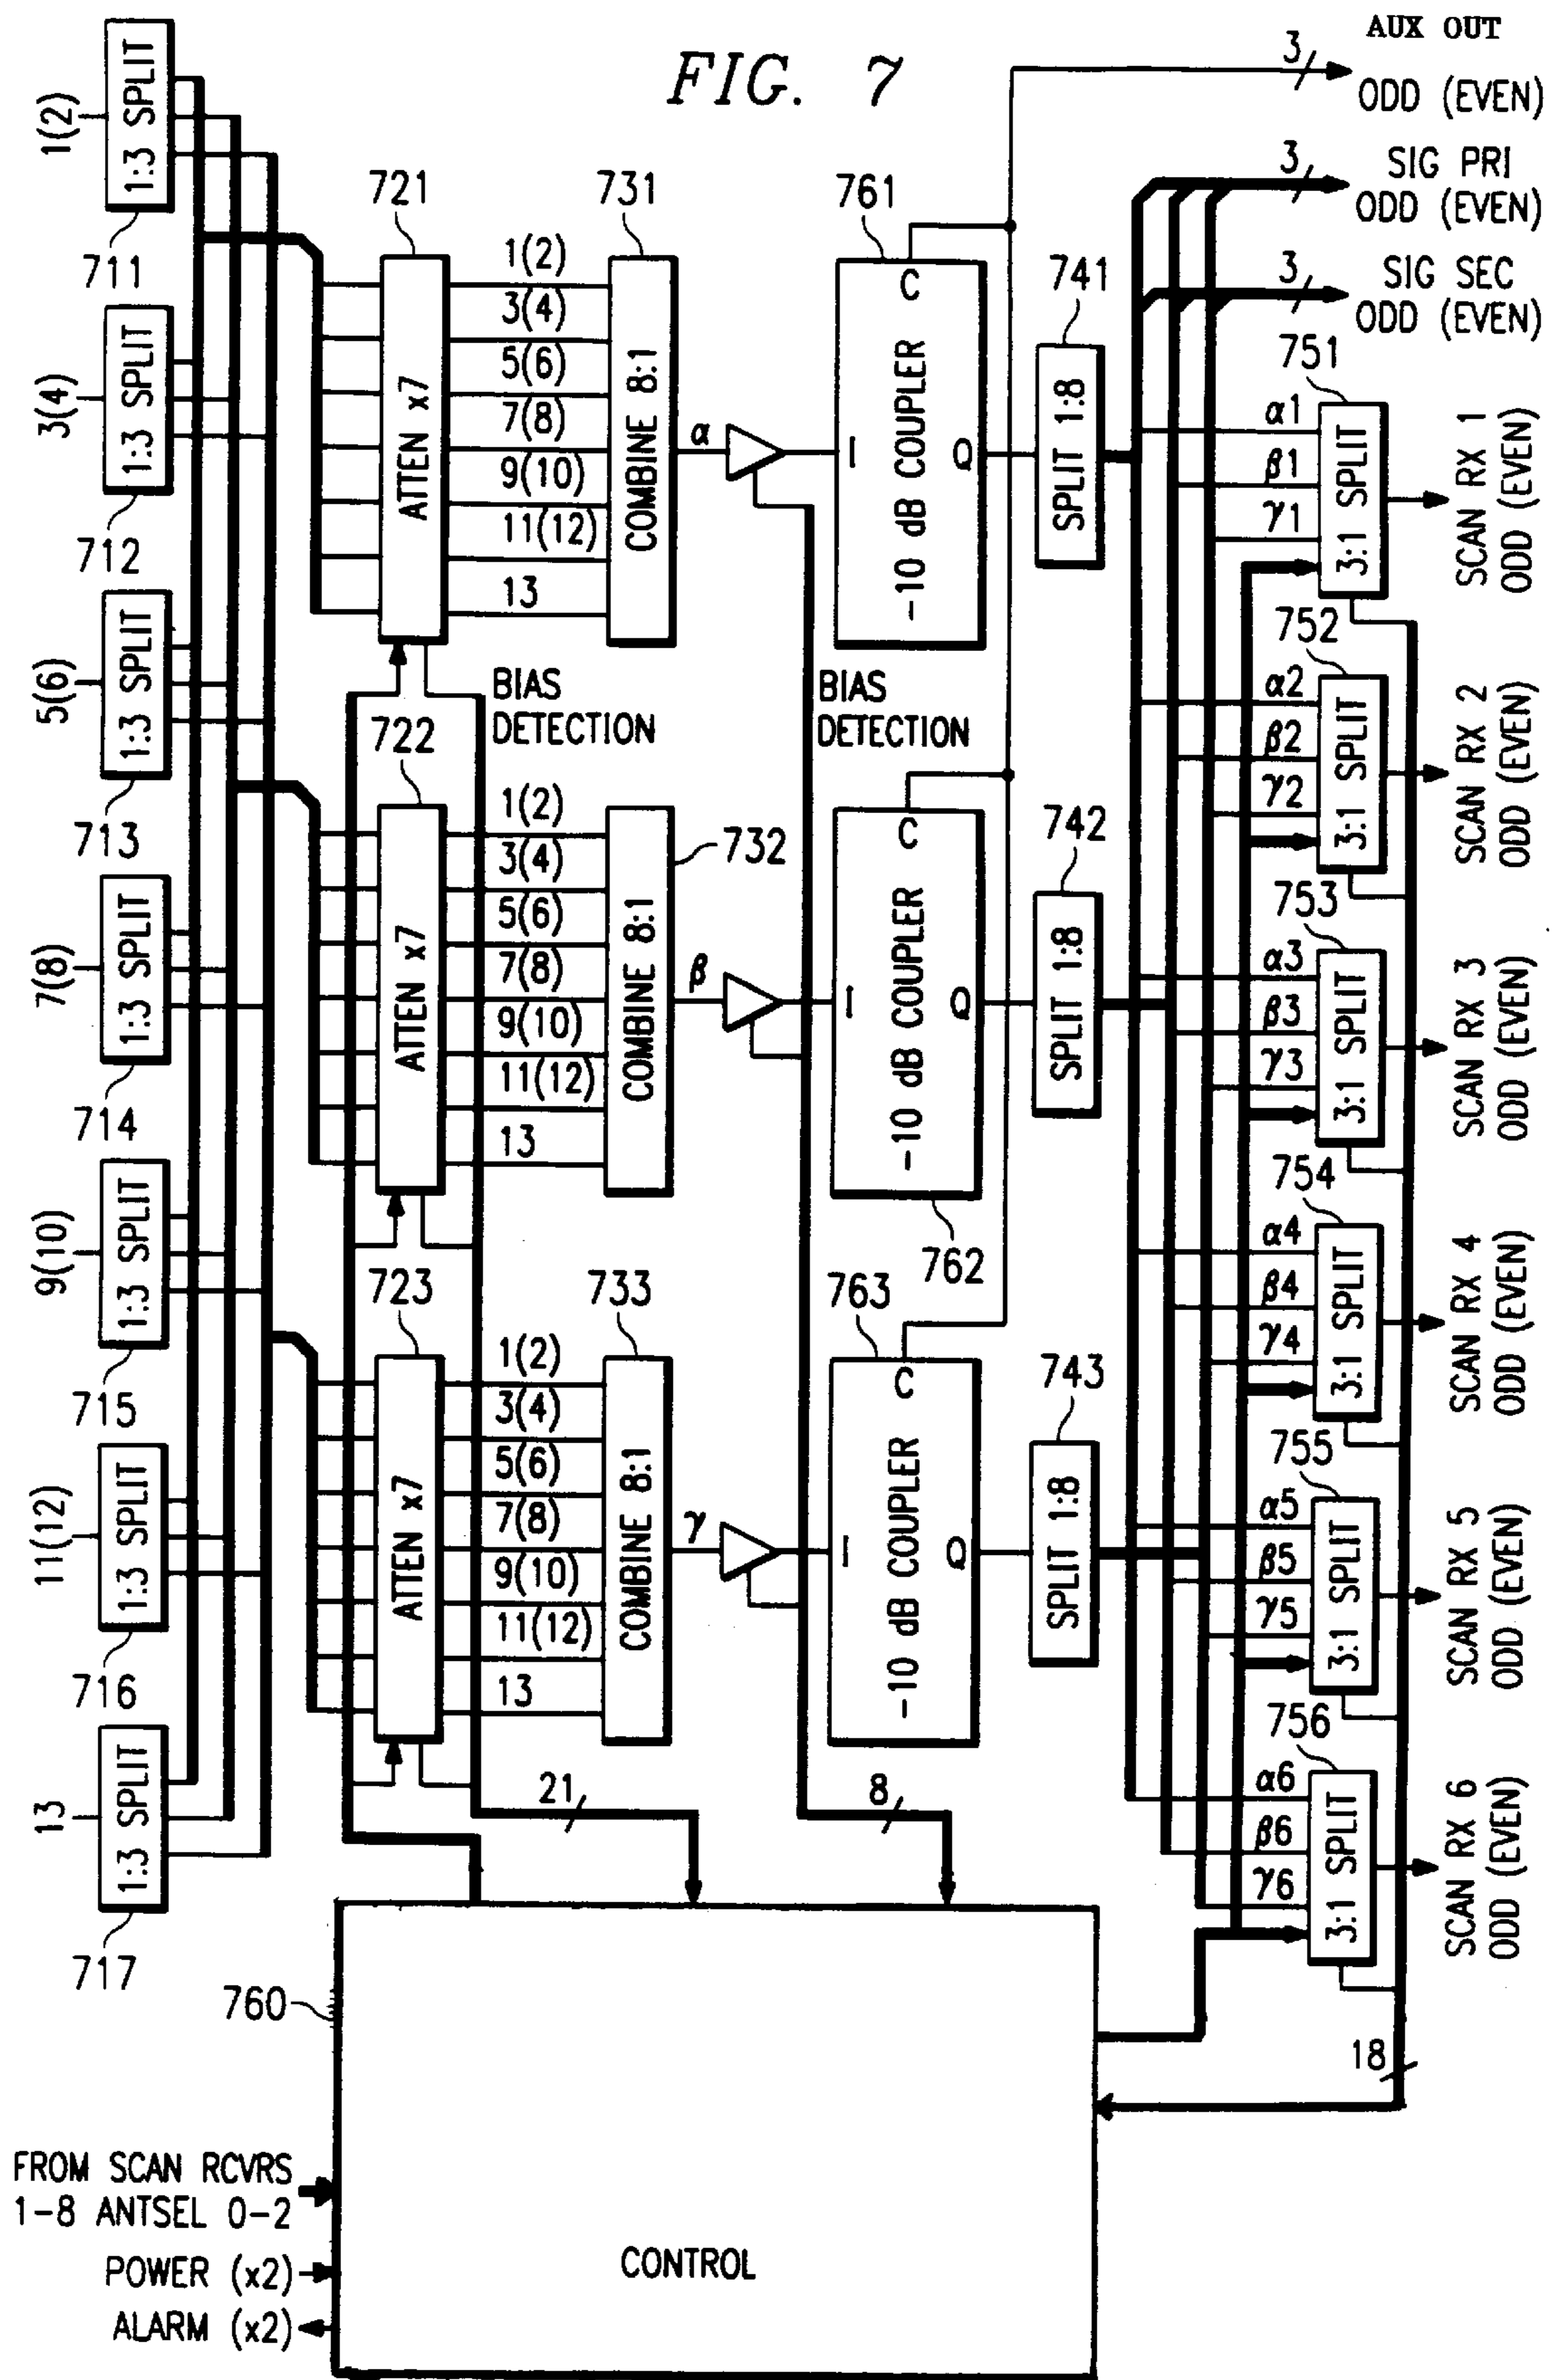 FIG. 7
AUX OUT
ODD (EVEN)
3
SIG PRI
ODD (EVEN)
3
SIG SEC
ODD (EVEN)
3
1(2)
1:3 SPLIT
711
3(4)
1:3 SPLIT
712
5(6)
1:3 SPLIT
713
7(8)
1:3 SPLIT
714
9(10)
1:3 SPLIT
715
11(12)
1:3 SPLIT
716
13
1:3 SPLIT
717
721
ATTEN x7
1(2)
3(4)
5(6)
7(8)
9(10)
11(12)
13
731
COMBINE 8:1
α
761
C
I
Q
-10 dB COUPLER
741
SPLIT 1:8
BIAS
DETECTION
BIAS
DETECTION
722
ATTEN x7
1(2)
3(4)
5(6)
7(8)
9(10)
11(12)
13
732
COMBINE 8:1
β
C
I
Q
-10 dB COUPLER
762
742
SPLIT 1:8
723
ATTEN x7
1(2)
3(4)
5(6)
7(8)
9(10)
11(12)
13
733
COMBINE 8:1
γ
763
C
I
Q
-10 dB COUPLER
743
SPLIT 1:8
751
α1
β1
γ1
3:1 SPLIT
SCAN RX 1
ODD (EVEN)
752
α2
β2
γ2
3:1 SPLIT
SCAN RX 2
ODD (EVEN)
753
α3
β3
γ3
3:1 SPLIT
SCAN RX 3
ODD (EVEN)
754
α4
β4
γ4
3:1 SPLIT
SCAN RX 4
ODD (EVEN)
755
α5
β5
γ5
3:1 SPLIT
SCAN RX 5
ODD (EVEN)
756
α6
β6
γ6
3:1 SPLIT
SCAN RX 6
ODD (EVEN)
21
8
18
760
CONTROL
FROM SCAN RCVRS
1-8 ANTSEL 0-2
POWER (x2)
ALARM (x2)